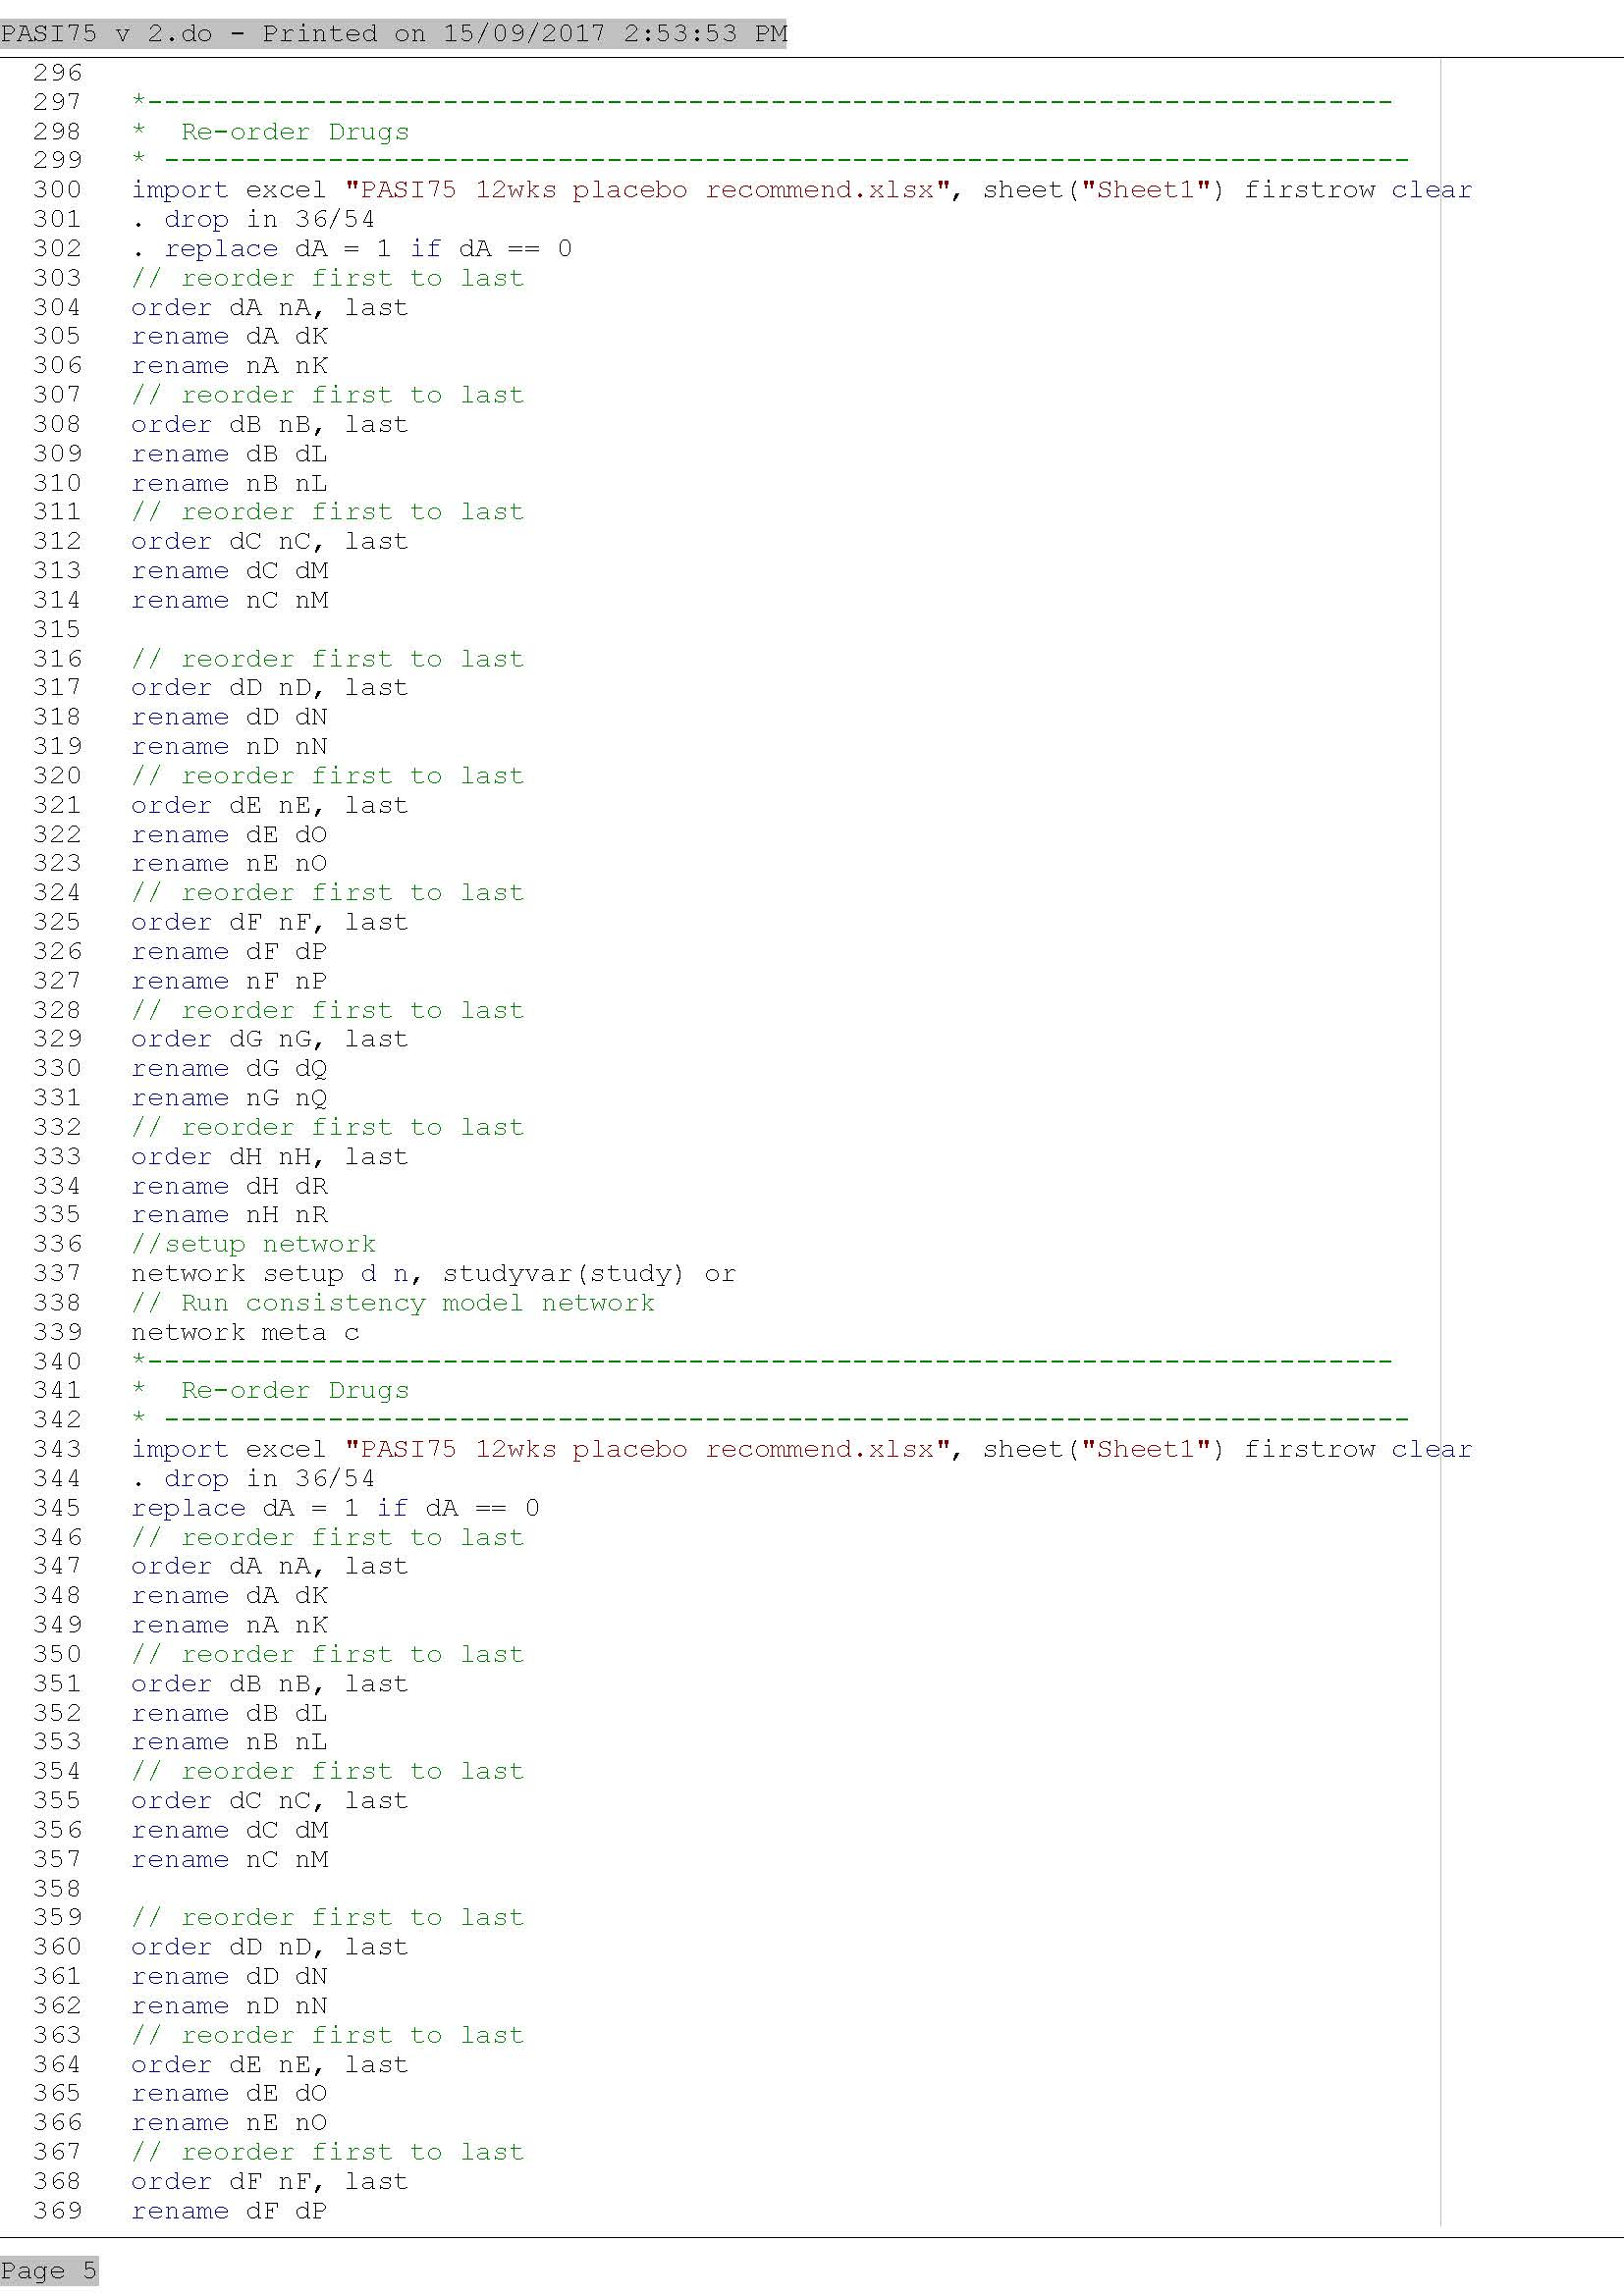 PASI75 v 2.do - Printed on 15/09/2017 2:53:53 PM
296
297 *----------------------------------------------------------------------------
298 *  Re-order Drugs
299 * ----------------------------------------------------------------------------
300 import excel "PASI75 12wks placebo recommend.xlsx", sheet("Sheet1") firstrow clear
301 . drop in 36/54
302 . replace dA = 1 if dA == 0
303 // reorder first to last
304 order dA nA, last
305 rename dA dK
306 rename nA nK
307 // reorder first to last
308 order dB nB, last
309 rename dB dL
310 rename nB nL
311 // reorder first to last
312 order dC nC, last
313 rename dC dM
314 rename nC nM
315
316 // reorder first to last
317 order dD nD, last
318 rename dD dN
319 rename nD nN
320 // reorder first to last
321 order dE nE, last
322 rename dE dO
323 rename nE nO
324 // reorder first to last
325 order dF nF, last
326 rename dF dP
327 rename nF nP
328 // reorder first to last
329 order dG nG, last
330 rename dG dQ
331 rename nG nQ
332 // reorder first to last
333 order dH nH, last
334 rename dH dR
335 rename nH nR
336 //setup network
337 network setup d n, studyvar(study) or
338 // Run consistency model network
339 network meta c
340 *----------------------------------------------------------------------------
341 *  Re-order Drugs
342 * ----------------------------------------------------------------------------
343 import excel "PASI75 12wks placebo recommend.xlsx", sheet("Sheet1") firstrow clear
344 . drop in 36/54
345 replace dA = 1 if dA == 0
346 // reorder first to last
347 order dA nA, last
348 rename dA dK
349 rename nA nK
350 // reorder first to last
351 order dB nB, last
352 rename dB dL
353 rename nB nL
354 // reorder first to last
355 order dC nC, last
356 rename dC dM
357 rename nC nM
358
359 // reorder first to last
360 order dD nD, last
361 rename dD dN
362 rename nD nN
363 // reorder first to last
364 order dE nE, last
365 rename dE dO
366 rename nE nO
367 // reorder first to last
368 order dF nF, last
369 rename dF dP
Page 5